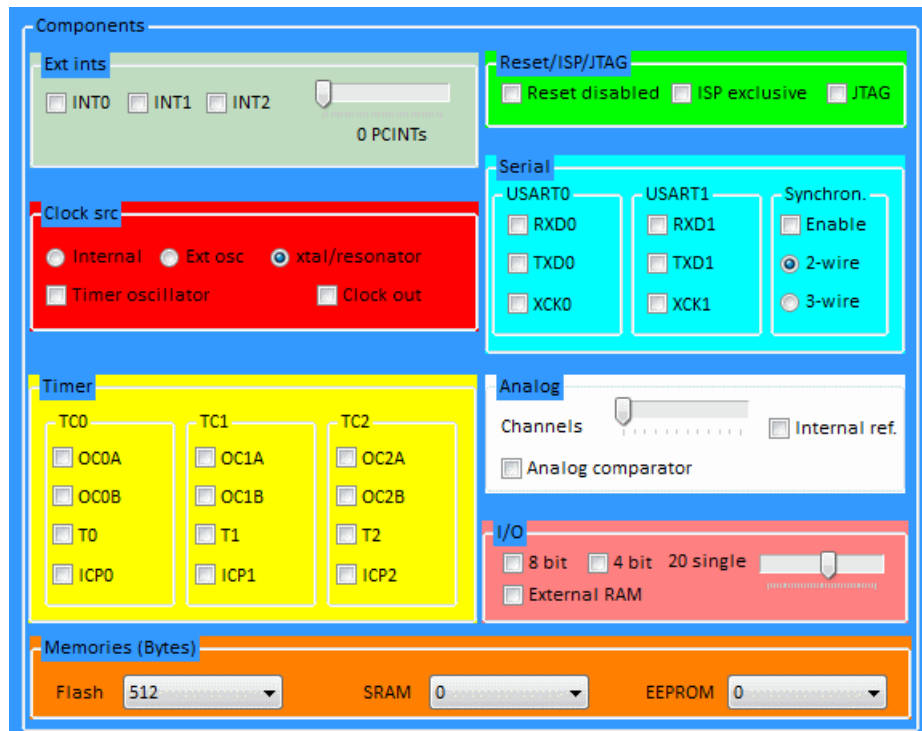 Components
Ext ints
INT0 INT1 INT2
0 PCINTs
Reset/ISP/JTAG
Reset disabled ISP exclusive JTAG
Clock src
Internal Ext osc xtal/resonator
Timer oscillator Clock out
Serial
USART0 USART1 Synchron.
RXD0 RXD1 Enable
TXD0 TXD1 2-wire
XCK0 XCK1 3-wire
Timer
TC0 TC1 TC2
OC0A OC1A OC2A
OC0B OC1B OC2B
T0 T1 T2
ICP0 ICP1 ICP2
Analog
Channels Internal ref.
Analog comparator
I/O
8 bit 4 bit 20 single
External RAM
Memories (Bytes)
Flash 512 SRAM 0 EEPROM 0